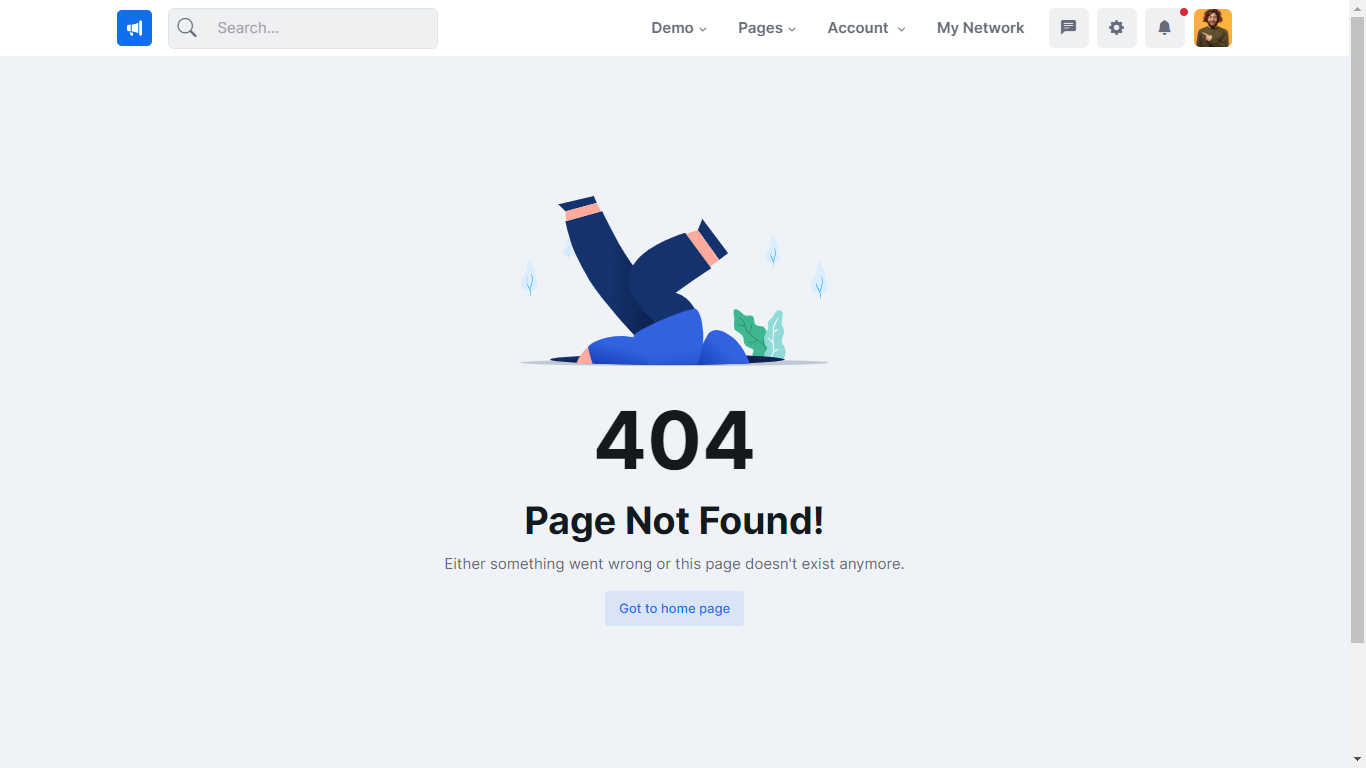 Search...
Demo
Pages
Account
My Network
404
Page Not Found!
Either something went wrong or this page doesn't exist anymore.
Got to home page